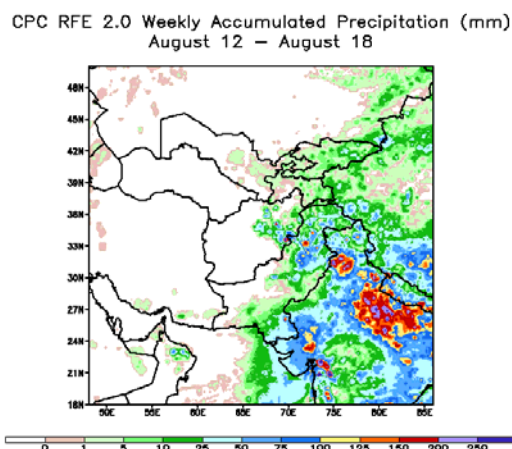 CPC RFE 2.0 Weekly Accumulated Precipitation (mm)
August 12 – August 18
48N
45N
42N
39N
36N
33N
30N
27N
24N
21N
18N
50E 55E 60E 65E 70E 75E 80E 85E
0 1 5 10 25 50 75 100 125 150 200 250